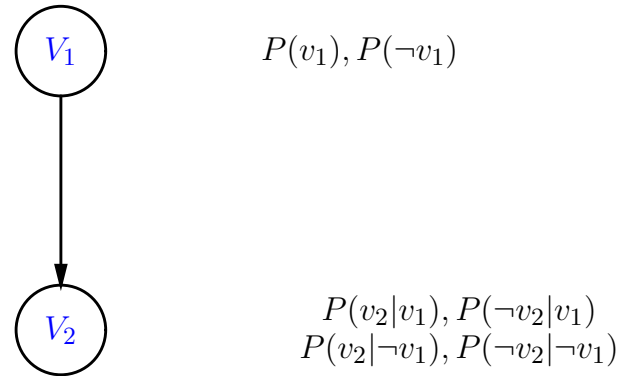 V₁ P(v₁), P(¬v₁)
V₂
P(v₂|v₁), P(¬v₂|v₁)
P(v₂|¬v₁), P(¬v₂|¬v₁)